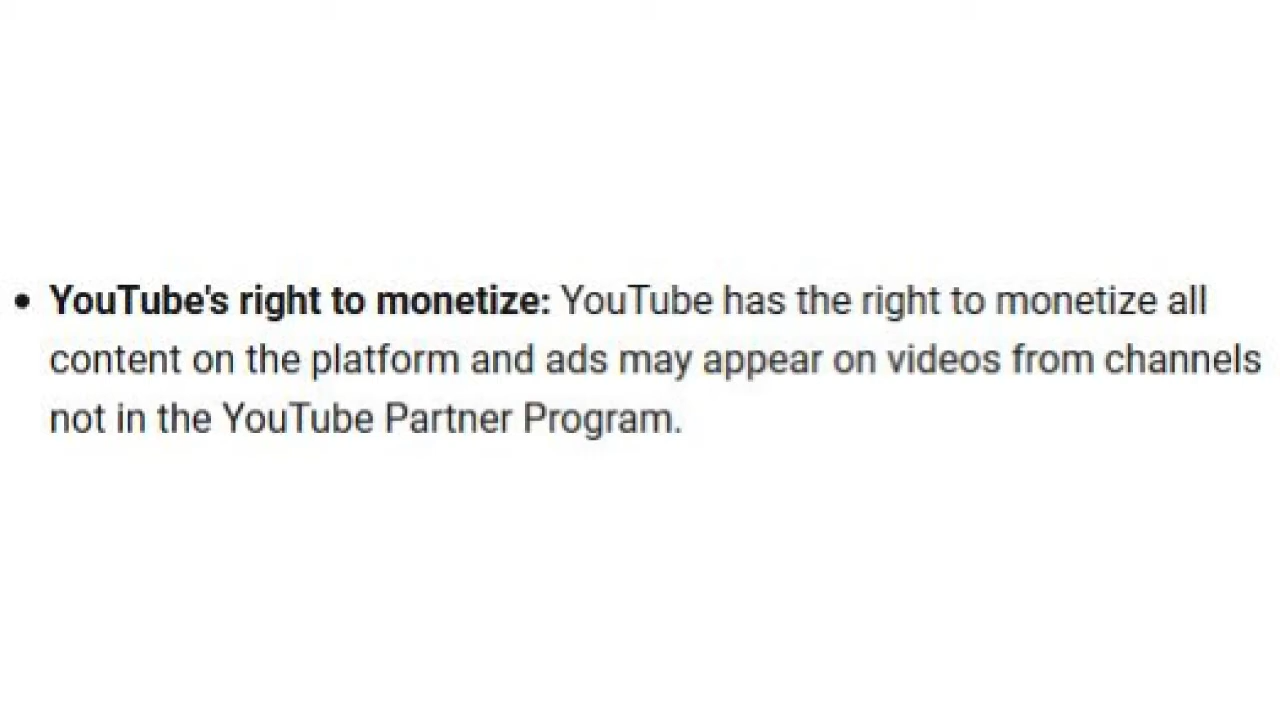 • YouTube's right to monetize: YouTube has the right to monetize all
content on the platform and ads may appear on videos from channels
not in the YouTube Partner Program.